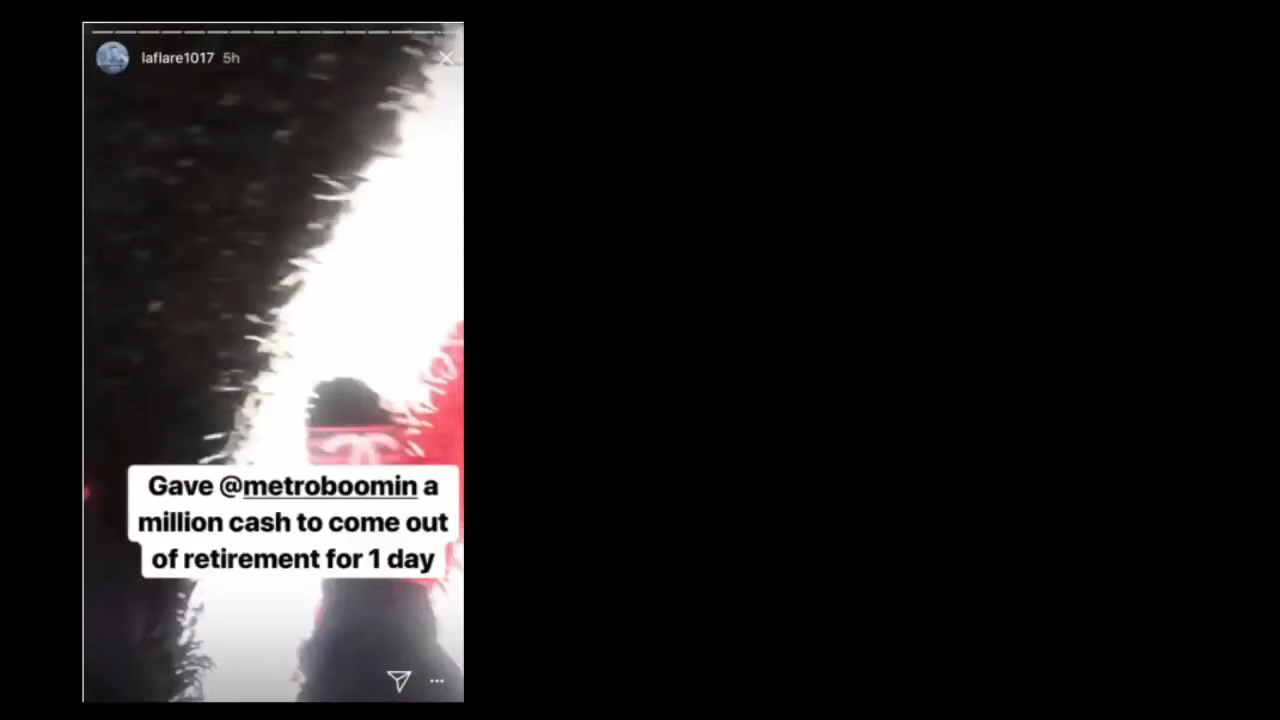 laflare1017 5h
Gave @metroboomin a
million cash to come out
of retirement for 1 day